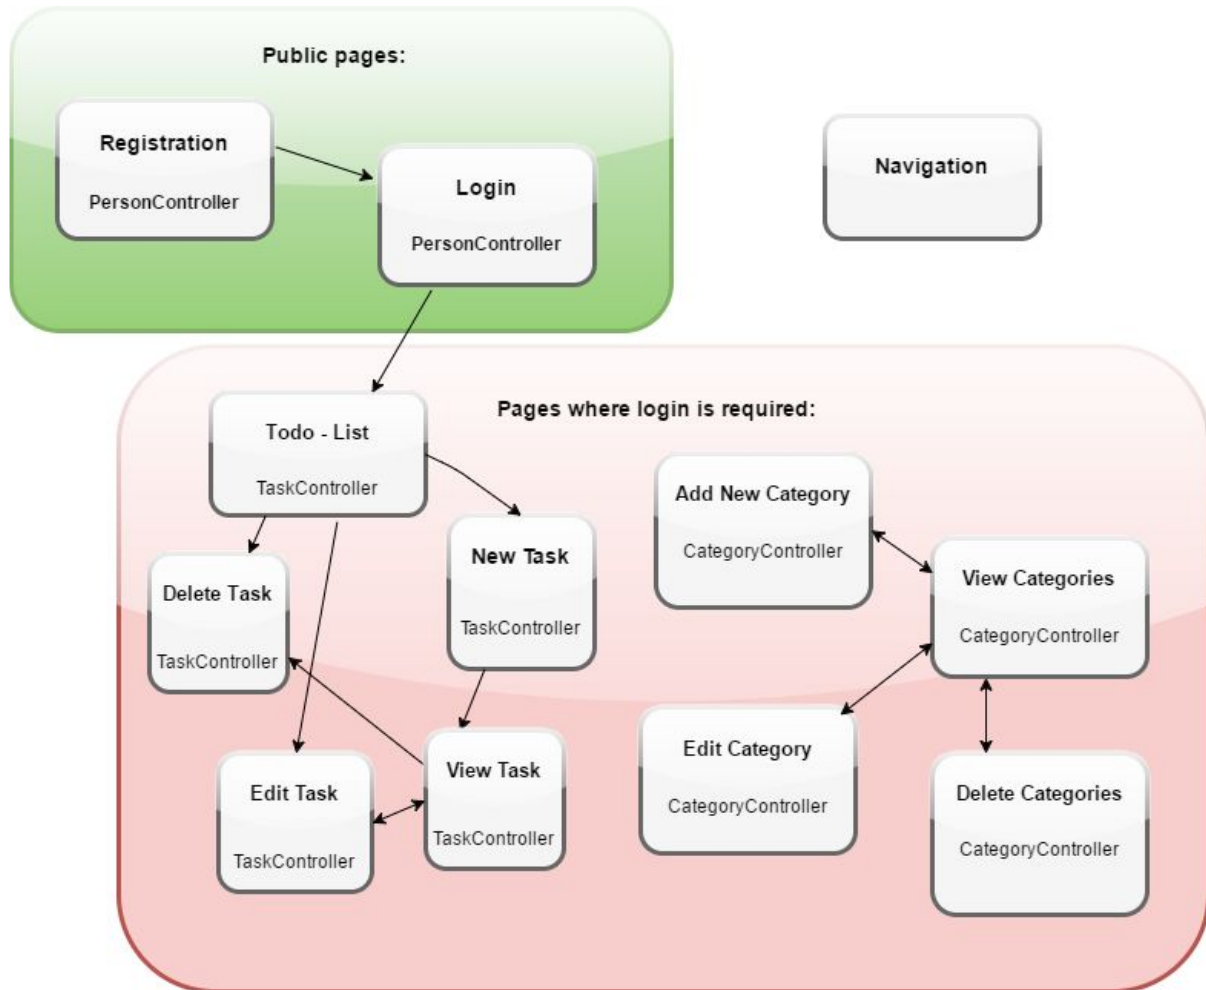 Public pages:
Registration
PersonController
Login
PersonController
Navigation
Pages where login is required:
Todo - List
TaskController
Add New Category
CategoryController
New Task
TaskController
View Categories
CategoryController
Delete Task
TaskController
Edit Task
TaskController
View Task
TaskController
Edit Category
CategoryController
Delete Categories
CategoryController